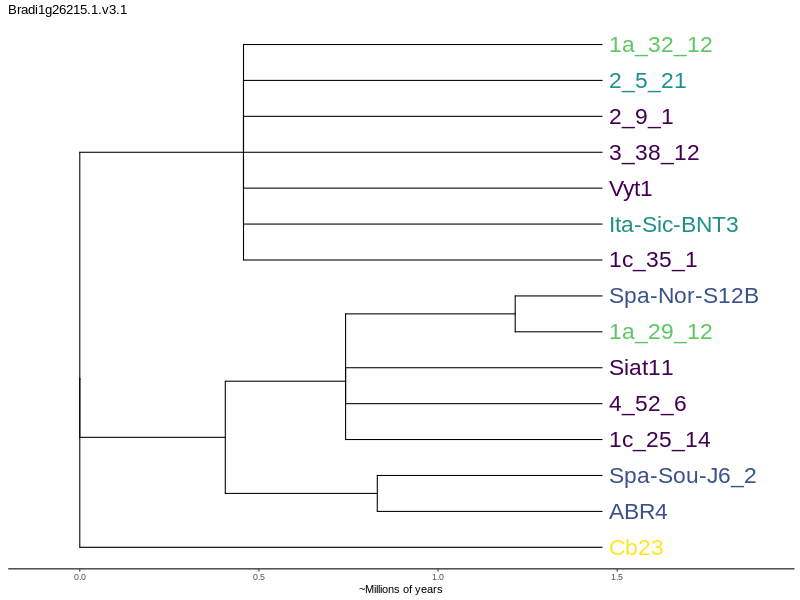 Bradi1g26215.1.v3.1
1a_32_12
2_5_21
2_9_1
3_38_12
Vyt1
Ita-Sic-BNT3
1c_35_1
Spa-Nor-S12B
1a_29_12
Siat11
4_52_6
1c_25_14
Spa-Sou-J6_2
ABR4
Cb23
0.0 0.5 1.0 1.5
~Millions of years